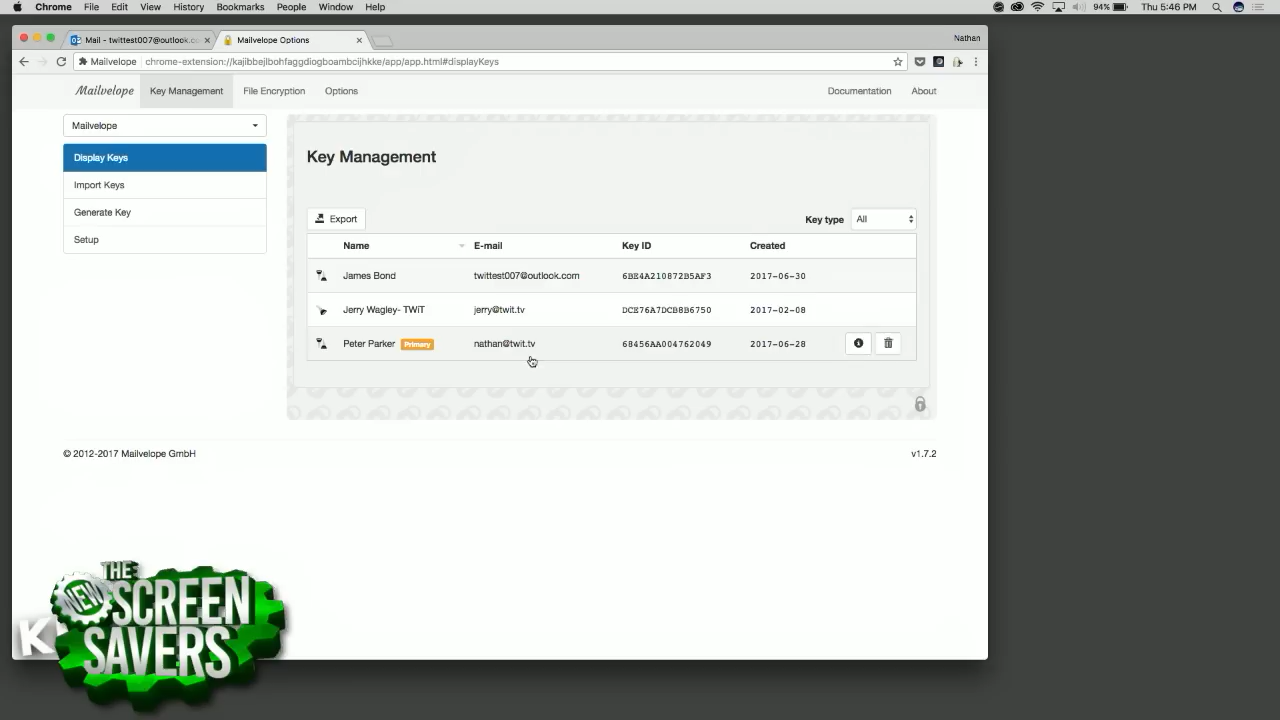 Chrome File Edit View History Bookmarks People Window Help 94% Thu 5:46 PM
Mail - twittest007@outlook.c Mailvelope Options Nathan
Mailvelope chrome-extension://kajibbejlbohfaggdiogboambcijhkke/app/app.html#displayKeys
Mailvelope Key Management File Encryption Options Documentation About
Mailvelope
Display Keys
Import Keys
Generate Key
Setup
Key Management
Export Key type All
Name E-mail Key ID Created
James Bond twittest007@outlook.com 6BE4A210872B5AF3 2017-06-30
Jerry Wagley- TWiT jerry@twit.tv DCE76A7DCB8B6750 2017-02-08
Peter Parker Primary nathan@twit.tv 68456AA004762049 2017-06-28
© 2012-2017 Mailvelope GmbH v1.7.2
THE
NEW SCREEN
K SAVERS